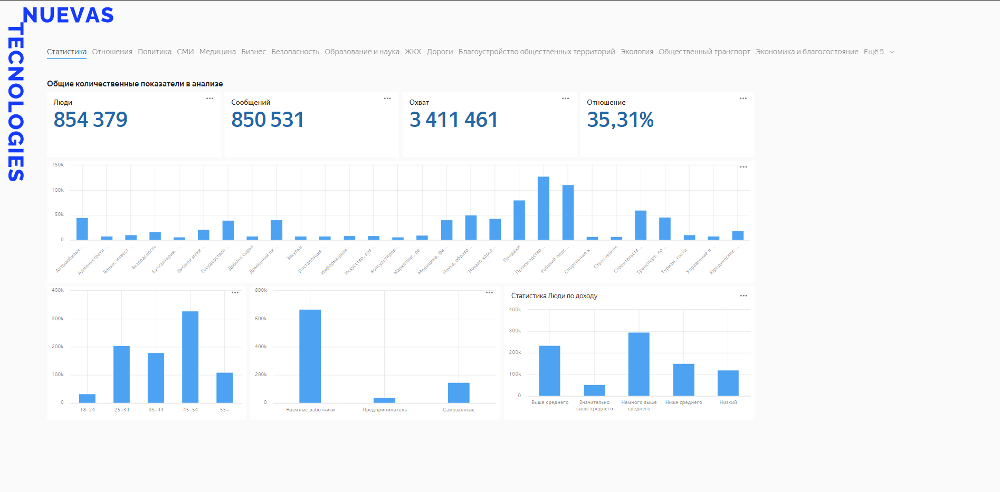 NUEVAS
TECNOLOGIES
Статистика Отношения Политика СМИ Медицина Бизнес Безопасность Образование и наука ЖКХ Дороги Благоустройство общественных территорий Экология Общественный транспорт Экономика и благосостояние Ещё 5
Общие количественные показатели в анализе
Люди
854 379
Сообщений
850 531
Охват
3 411 461
Отношение
35,31%
150k
100k
50k
0
Автомобильн...
Администрати...
Банки, инвест...
Безопасность
Бухгалтерия, ...
Высший мене...
Государствен...
Добыча сырья
Домашний пе...
Закупки
Инсталляция ...
Информацион...
Искусство, раз...
Консультиров...
Маркетинг, ре...
Медицина, фа...
Наука, образо...
Начало карье...
Продажи
Производство...
Рабочий перс...
Спортивные к...
Страхование
Строительств...
Транспорт, ло...
Туризм, гости...
Управление п...
Юридические ...
400k
300k
200k
100k
0
18-24 25-34 35-44 45-54 55+
800k
600k
400k
200k
0
Наемные работники Предприниматель Самозанятые
Статистика Люди по доходу
400k
300k
200k
100k
0
Выше среднего Значительно выше среднего Немного выше среднего Ниже среднего Низкий